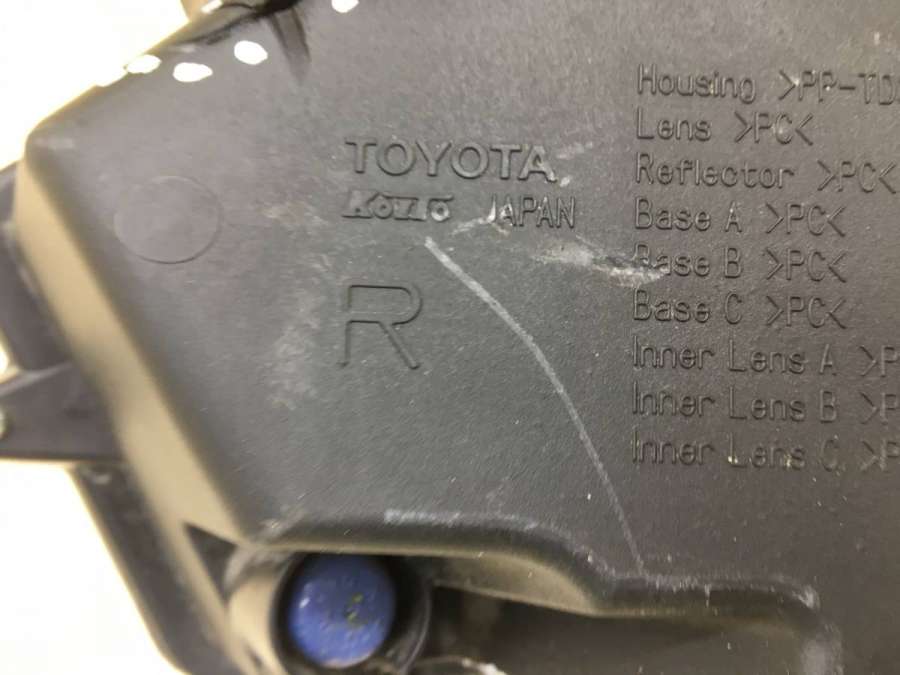 TOYOTA
KOITO JAPAN
R
Housing >PP-TD
Lens >PC<
Reflector >PC<
Base A >PC<
Base B >PC<
Base C >PC<
Inner Lens A >P
Inner Lens B >P
Inner Lens C >P